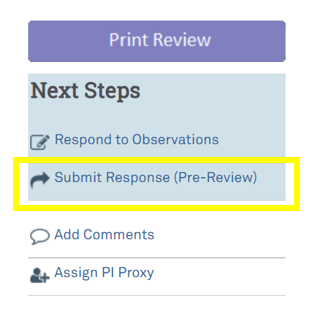 Print Review
Next Steps
Respond to Observations
Submit Response (Pre-Review)
Add Comments
Assign PI Proxy